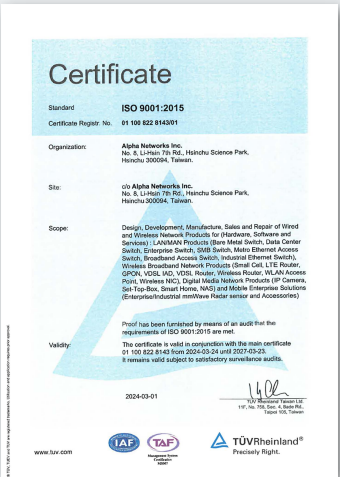 Certificate
Standard ISO 9001:2015
Certificate Registr. No. 01 100 822 8143/01
Organization: Alpha Networks Inc.
No. 8, Li-Hsin 7th Rd., Hsinchu Science Park,
Hsinchu 300094, Taiwan.
Site: c/o Alpha Networks Inc.
No. 8, Li-Hsin 7th Rd., Hsinchu Science Park,
Hsinchu 300094, Taiwan.
Scope: Design, Development, Manufacture, Sales and Repair of Wired
and Wireless Network Products for (Hardware, Software and
Services) : LAN/MAN Products (Bare Metal Switch, Data Center
Switch, Enterprise Switch, SMB Switch, Metro Ethernet Access
Switch, Broadband Access Switch, Industrial Ethernet Switch),
Wireless Broadband Network Products (Small Cell, LTE Router,
GPON, VDSL IAD, VDSL Router, Wireless Router, WLAN Access
Point, Wireless NIC), Digital Media Network Products (IP Camera,
Set-Top-Box, Smart Home, NAS) and Mobile Enterprise Solutions
(Enterprise/Industrial mmWave Radar sensor and Accessories)
Proof has been furnished by means of an audit that the
requirements of ISO 9001:2015 are met.
Validity: The certificate is valid in conjunction with the main certificate
01 100 822 8143 from 2024-03-24 until 2027-03-23.
It remains valid subject to satisfactory surveillance audits.
2024-03-01
TÜV Rheinland Taiwan Ltd.
11F, No. 758, Sec. 4, Bade Rd.,
Taipei 105, Taiwan
www.tuv.com
IAF
TAF
Management System
Certification
TÜVRheinland®
Precisely Right.